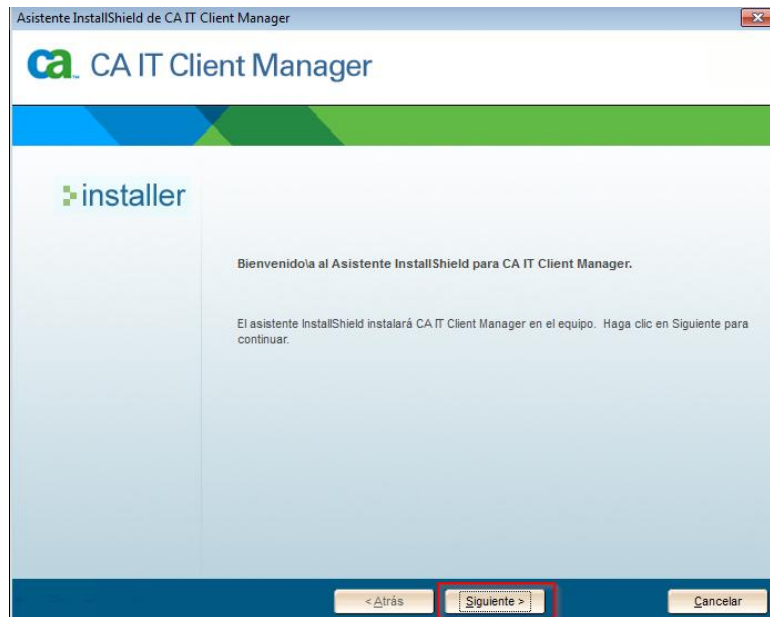 Asistente InstallShield de CA IT Client Manager
ca CA IT Client Manager
installer
Bienvenido\a al Asistente InstallShield para CA IT Client Manager.
El asistente InstallShield instalará CA IT Client Manager en el equipo. Haga clic en Siguiente para
continuar.
< Atrás Siguiente > Cancelar